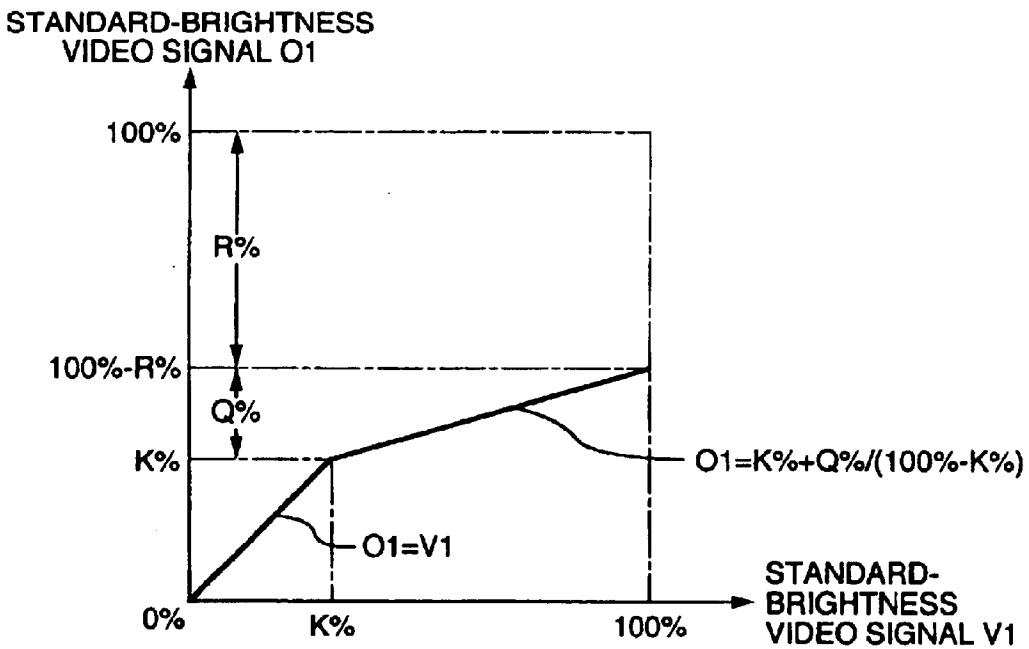 STANDARD-BRIGHTNESS
VIDEO SIGNAL O1
100%
R%
100%-R%
Q%
K%
O1=K%+Q%/(100%-K%)
O1=V1
0%
K%
100%
STANDARD-
BRIGHTNESS
VIDEO SIGNAL V1